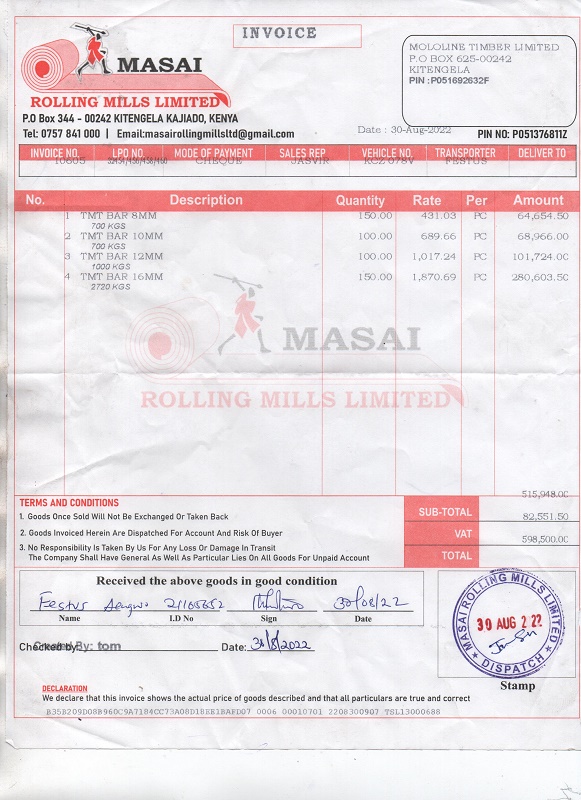 INVOICE
MASAI
ROLLING MILLS LIMITED
P.O Box 344 - 00242 KITENGELA KAJIADO, KENYA
Tel: 0757 841 000 | Email:masairollingmillsltd@gmail.com
MOLOLINE TIMBER LIMITED
P.O BOX 625-00242
KITENGELA
PIN :P051692632F
Date : 30-Aug-2022
PIN NO: P051376811Z
INVOICE NO. LPO NO. MODE OF PAYMENT SALES REP VEHICLE NO. TRANSPORTER DELIVER TO
10605 CHEQUE JASVIR KCZ 078V FESTUS
No. Description Quantity Rate Per Amount
1 TMT BAR 8MM 150.00 431.03 PC 64,654.50
700 KGS
2 TMT BAR 10MM 100.00 689.66 PC 68,966.00
700 KGS
3 TMT BAR 12MM 100.00 1,017.24 PC 101,724.00
1000 KGS
4 TMT BAR 16MM 150.00 1,870.69 PC 280,603.50
2720 KGS
MASAI
ROLLING MILLS LIMITED
515,948.00
SUB-TOTAL
82,551.50
VAT
598,500.00
TOTAL
TERMS AND CONDITIONS
1. Goods Once Sold Will Not Be Exchanged Or Taken Back
2. Goods Invoiced Herein Are Dispatched For Account And Risk Of Buyer
3. No Responsibility Is Taken By Us For Any Loss Or Damage In Transit
The Company Shall Have General As Well As Particular Lies On All Goods For Unpaid Account
Received the above goods in good condition
Festus 21165652 30/08/22
Name I.D No Sign Date
Checked by: Created By: tom Date: 30/8/2022
MASAI ROLLING MILLS LIMITED
30 AUG 2022
★ DISPATCH ★
Stamp
DECLARATION
We declare that this invoice shows the actual price of goods described and that all particulars are true and correct
B35B209D08B960C9A7184CC73A08D18EE1BAFD07 0006 00010701 2208300907 TSL13000688